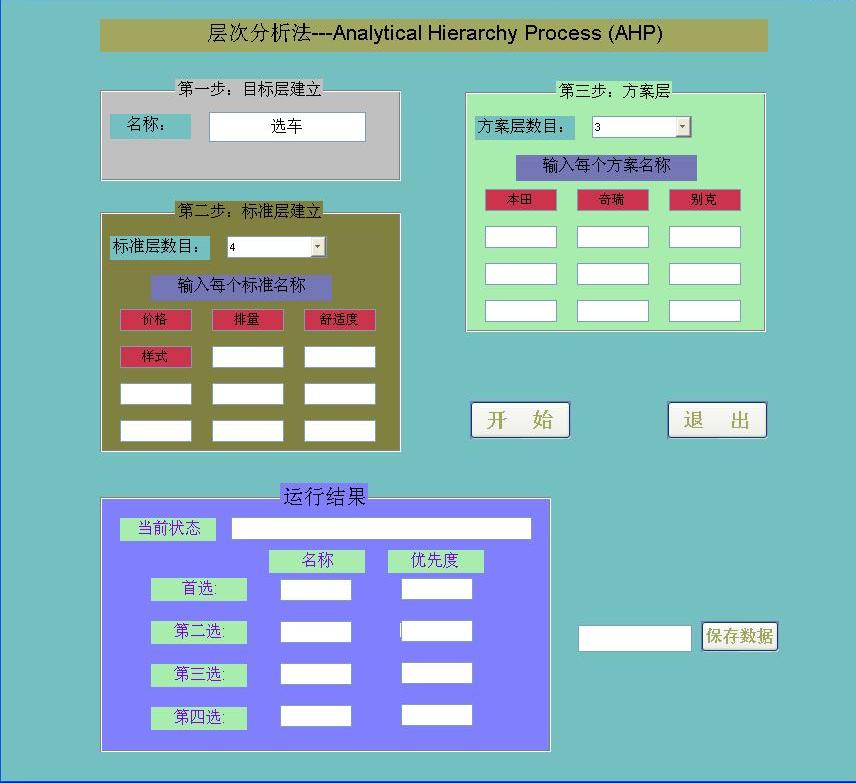 层次分析法---Analytical Hierarchy Process (AHP)
第一步：目标层建立
名称： 选车
第二步：标准层建立
标准层数目： 4
输入每个标准名称
价格 排量 舒适度
样式
第三步：方案层
方案层数目： 3
输入每个方案名称
本田 奇瑞 别克
开 始 退 出
运行结果
当前状态
名称 优先度
首选:
第二选:
第三选:
第四选:
保存数据